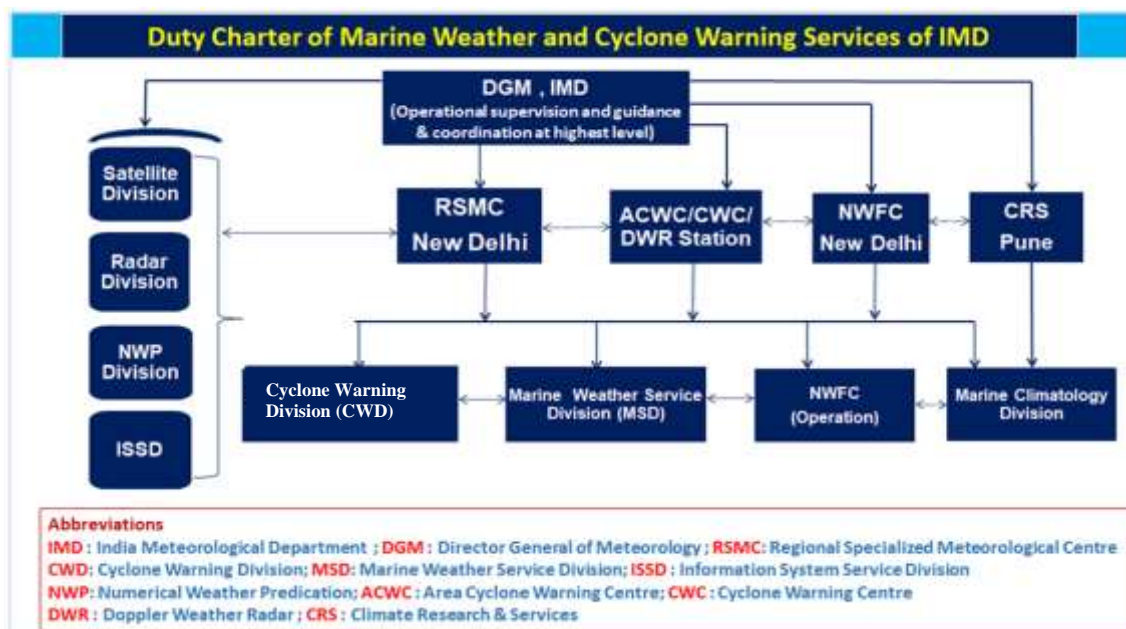 Duty Charter of Marine Weather and Cyclone Warning Services of IMD
DGM , IMD
(Operational supervision and guidance
& coordination at highest level)
Satellite
Division
Radar
Division
NWP
Division
ISSD
RSMC
New Delhi
ACWC/CWC/
DWR Station
NWFC
New Delhi
CRS
Pune
Cyclone Warning
Division (CWD)
Marine Weather Service
Division (MSD)
NWFC
(Operation)
Marine Climatology
Division
Abbreviations
IMD : India Meteorological Department ; DGM : Director General of Meteorology ; RSMC: Regional Specialized Meteorological Centre
CWD: Cyclone Warning Division; MSD: Marine Weather Service Division; ISSD : Information System Service Division
NWP: Numerical Weather Predication; ACWC : Area Cyclone Warning Centre; CWC : Cyclone Warning Centre
DWR : Doppler Weather Radar ; CRS : Climate Research & Services